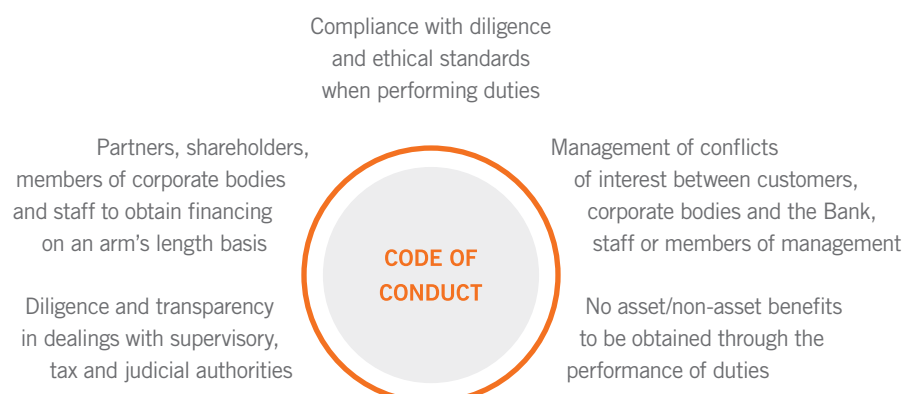 Compliance with diligence
and ethical standards
when performing duties
Partners, shareholders,
members of corporate bodies
and staff to obtain financing
on an arm's length basis
Management of conflicts
of interest between customers,
corporate bodies and the Bank,
staff or members of management
CODE OF
CONDUCT
Diligence and transparency
in dealings with supervisory,
tax and judicial authorities
No asset/non-asset benefits
to be obtained through the
performance of duties